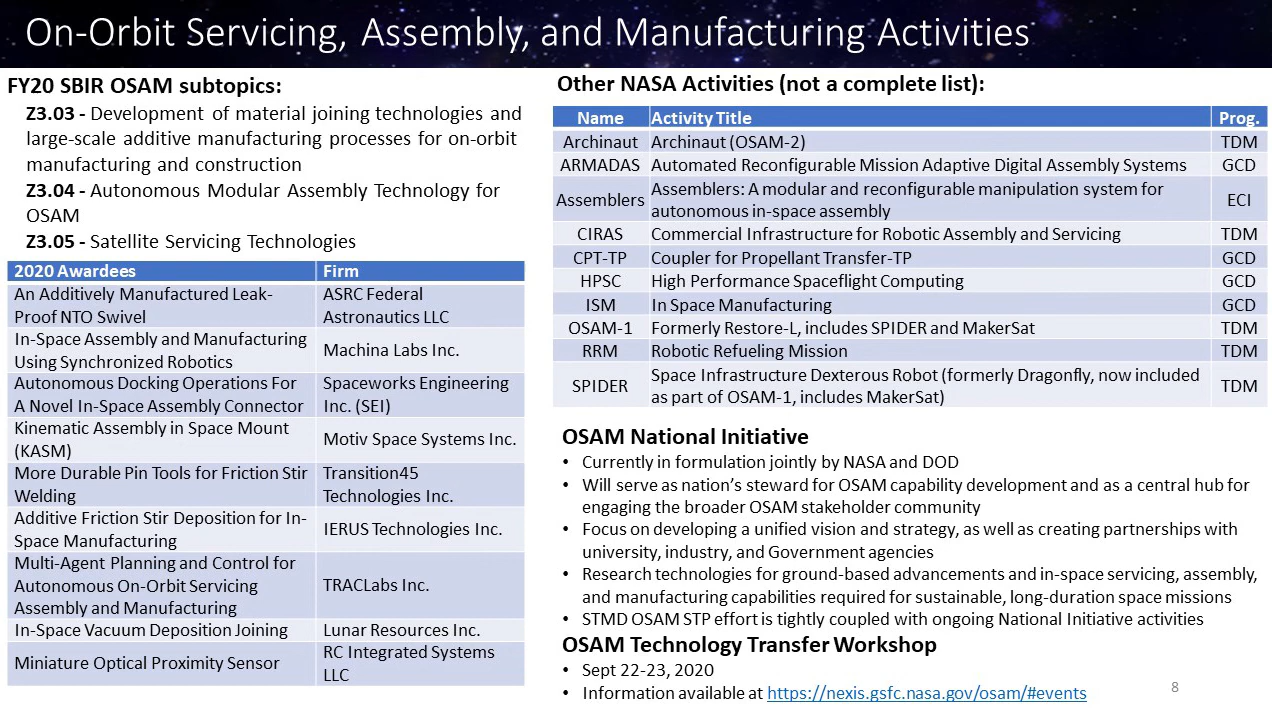 On-Orbit Servicing, Assembly, and Manufacturing Activities
FY20 SBIR OSAM subtopics:
Z3.03 - Development of material joining technologies and
large-scale additive manufacturing processes for on-orbit
manufacturing and construction
Z3.04 - Autonomous Modular Assembly Technology for
OSAM
Z3.05 - Satellite Servicing Technologies
2020 Awardees Firm
An Additively Manufactured Leak-
Proof NTO Swivel
ASRC Federal
Astronautics LLC
In-Space Assembly and Manufacturing
Using Synchronized Robotics
Machina Labs Inc.
Autonomous Docking Operations For
A Novel In-Space Assembly Connector
Spaceworks Engineering
Inc. (SEI)
Kinematic Assembly in Space Mount
(KASM)
Motiv Space Systems Inc.
More Durable Pin Tools for Friction Stir
Welding
Transition45
Technologies Inc.
Additive Friction Stir Deposition for In-
Space Manufacturing
IERUS Technologies Inc.
Multi-Agent Planning and Control for
Autonomous On-Orbit Servicing
Assembly and Manufacturing
TRACLabs Inc.
In-Space Vacuum Deposition Joining Lunar Resources Inc.
Miniature Optical Proximity Sensor
RC Integrated Systems
LLC
Other NASA Activities (not a complete list):
Name Activity Title Prog.
Archinaut Archinaut (OSAM-2) TDM
ARMADAS Automated Reconfigurable Mission Adaptive Digital Assembly Systems GCD
Assemblers
Assemblers: A modular and reconfigurable manipulation system for
autonomous in-space assembly
ECI
CIRAS Commercial Infrastructure for Robotic Assembly and Servicing TDM
CPT-TP Coupler for Propellant Transfer-TP GCD
HPSC High Performance Spaceflight Computing GCD
ISM In Space Manufacturing GCD
OSAM-1 Formerly Restore-L, includes SPIDER and MakerSat TDM
RRM Robotic Refueling Mission TDM
SPIDER
Space Infrastructure Dexterous Robot (formerly Dragonfly, now included
as part of OSAM-1, includes MakerSat)
TDM
OSAM National Initiative
• Currently in formulation jointly by NASA and DOD
• Will serve as nation’s steward for OSAM capability development and as a central hub for
engaging the broader OSAM stakeholder community
• Focus on developing a unified vision and strategy, as well as creating partnerships with
university, industry, and Government agencies
• Research technologies for ground-based advancements and in-space servicing, assembly,
and manufacturing capabilities required for sustainable, long-duration space missions
• STMD OSAM STP effort is tightly coupled with ongoing National Initiative activities
OSAM Technology Transfer Workshop
• Sept 22-23, 2020
• Information available at https://nexis.gsfc.nasa.gov/osam/#events
8